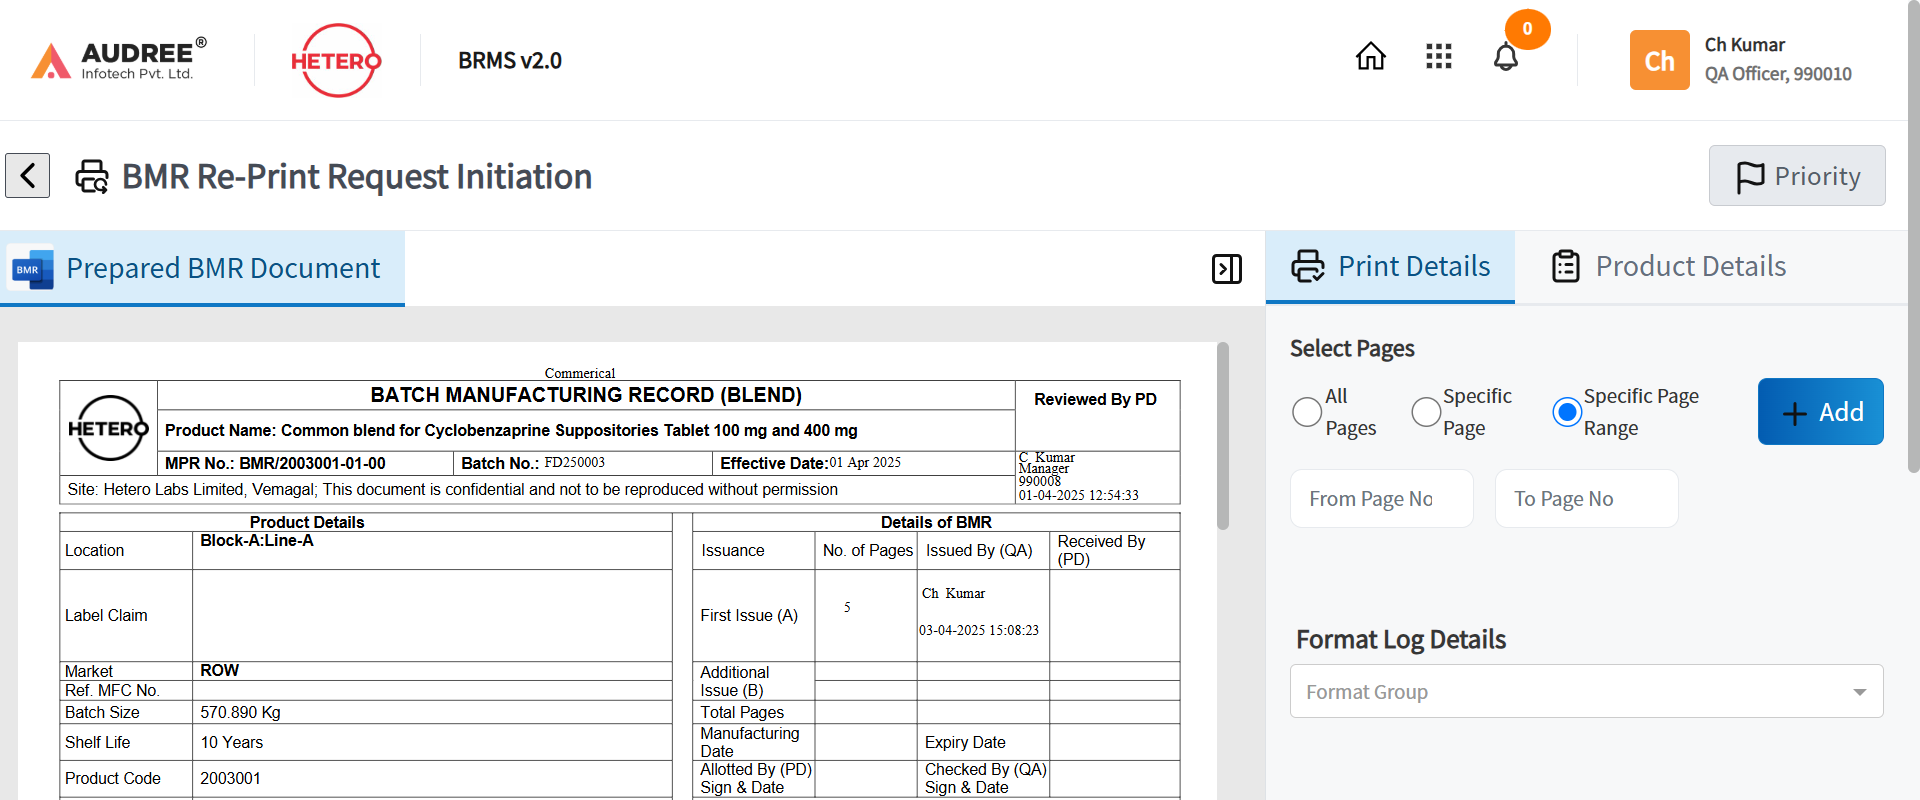 AUDREE®
Infotech Pvt. Ltd.
HETERO
BRMS v2.0
0
Ch
Ch Kumar
QA Officer, 990010
BMR Re-Print Request Initiation
Priority
BMR
Prepared BMR Document
Print Details
Product Details
Commerical
HETERO
BATCH MANUFACTURING RECORD (BLEND)
Reviewed By PD
Product Name: Common blend for Cyclobenzaprine Suppositories Tablet 100 mg and 400 mg
MPR No.: BMR/2003001-01-00
Batch No.: FD250003
Effective Date:01 Apr 2025
C Kumar
Manager
990008
01-04-2025 12:54:33
Site: Hetero Labs Limited, Vemagal; This document is confidential and not to be reproduced without permission
Product Details
Location
Block-A:Line-A
Label Claim
Market
ROW
Ref. MFC No.
Batch Size
570.890 Kg
Shelf Life
10 Years
Product Code
2003001
Details of BMR
Issuance
No. of Pages
Issued By (QA)
Received By
(PD)
First Issue (A)
5
Ch Kumar
03-04-2025 15:08:23
Additional
Issue (B)
Total Pages
Manufacturing
Date
Expiry Date
Allotted By (PD)
Sign & Date
Checked By (QA)
Sign & Date
Select Pages
All
Pages
Specific
Page
Specific Page
Range
Add
From Page No
To Page No
Format Log Details
Format Group